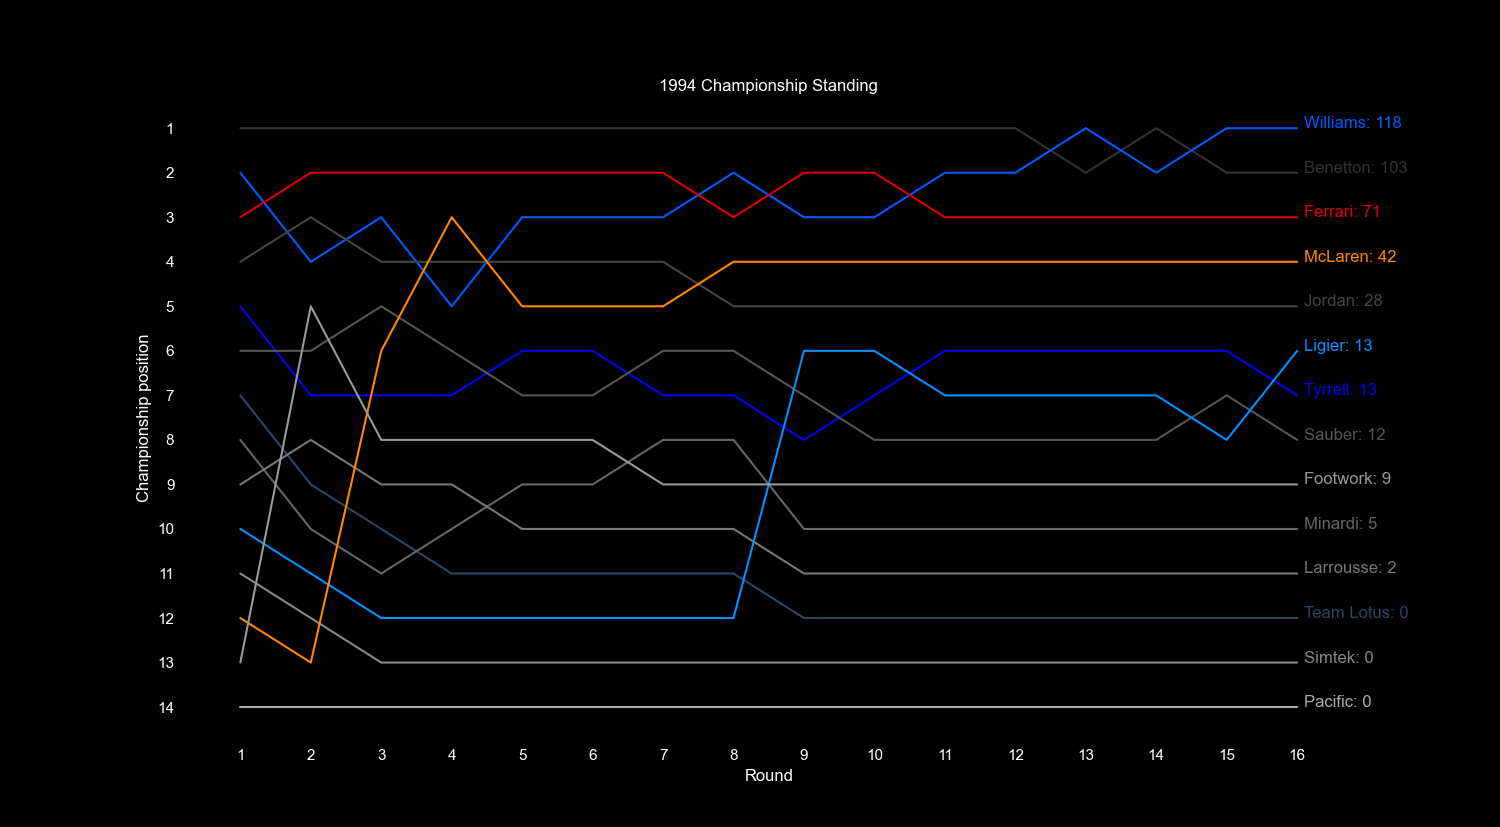 1994 Championship Standing
Championship position
1
2
3
4
5
6
7
8
9
10
11
12
13
14
Williams: 118
Benetton: 103
Ferrari: 71
McLaren: 42
Jordan: 28
Ligier: 13
Tyrrell: 13
Sauber: 12
Footwork: 9
Minardi: 5
Larrousse: 2
Team Lotus: 0
Simtek: 0
Pacific: 0
1 2 3 4 5 6 7 8 9 10 11 12 13 14 15 16
Round